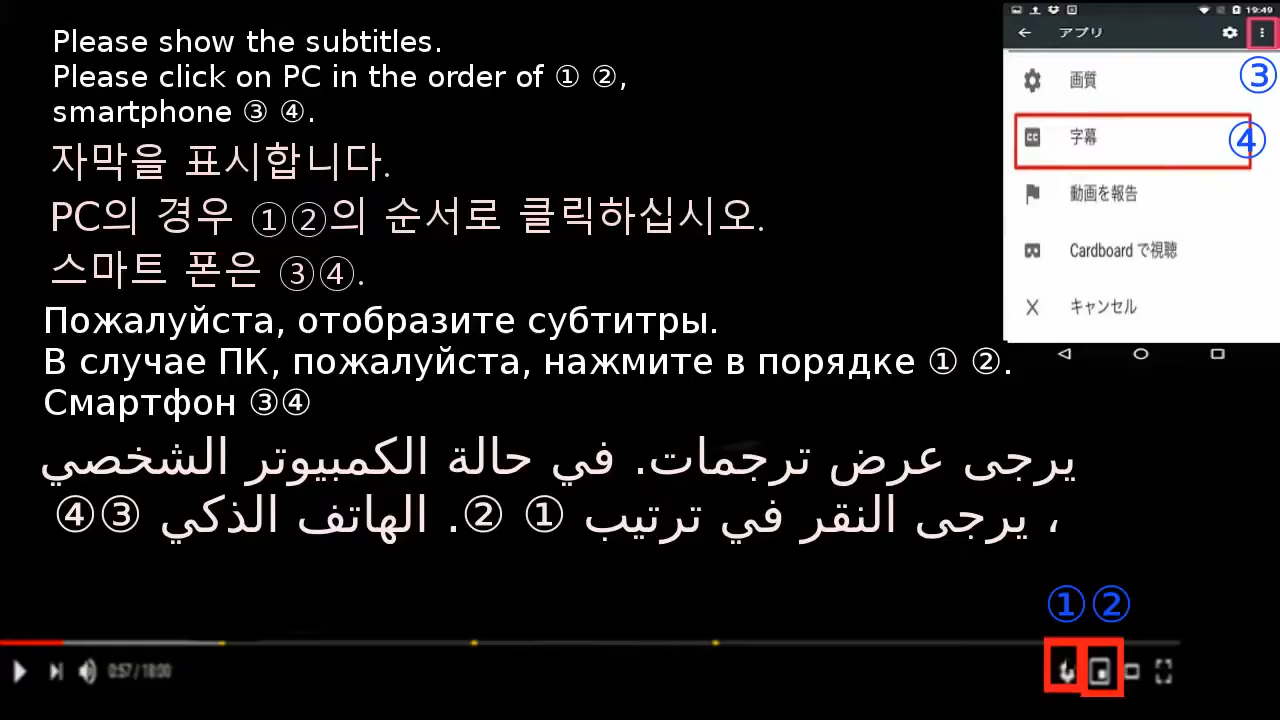 Please show the subtitles.
Please click on PC in the order of ① ②,
smartphone ③ ④.
자막을 표시합니다.
PC의 경우 ①②의 순서로 클릭하십시오.
스마트 폰은 ③④.
Пожалуйста, отобразите субтитры.
В случае ПК, пожалуйста, нажмите в порядке ① ②.
Смартфон ③④
يرجى عرض ترجمات. في حالة الكمبيوتر الشخصي
، يرجى النقر في ترتيب ① ②. الهاتف الذكي ③④
19:49
アプリ
③
画質
CC 字幕
④
動画を報告
Cardboard で視聴
キャンセル
①②
0:57 / 18:00